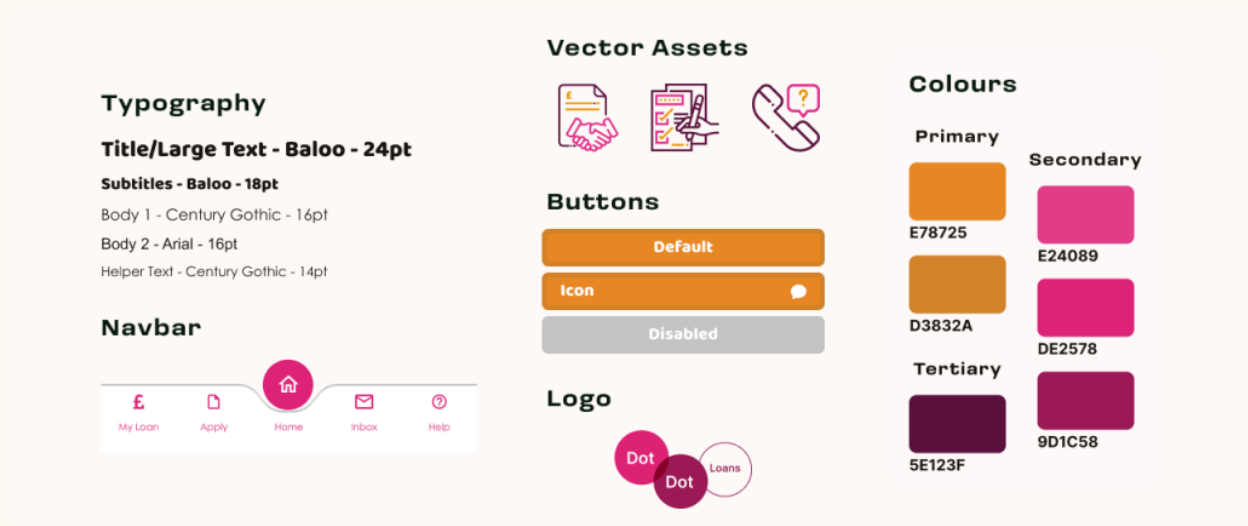 Typography
Title/Large Text - Baloo - 24pt
Subtitles - Baloo - 18pt
Body 1 - Century Gothic - 16pt
Body 2 - Arial - 16pt
Helper Text - Century Gothic - 14pt
Navbar
£
My Loan
Apply
Home
Inbox
?
Help
Vector Assets
£
?
Buttons
Default
Icon
Disabled
Logo
Dot
Dot
Loans
Colours
Primary
E78725
D3832A
Secondary
E24089
DE2578
9D1C58
Tertiary
5E123F